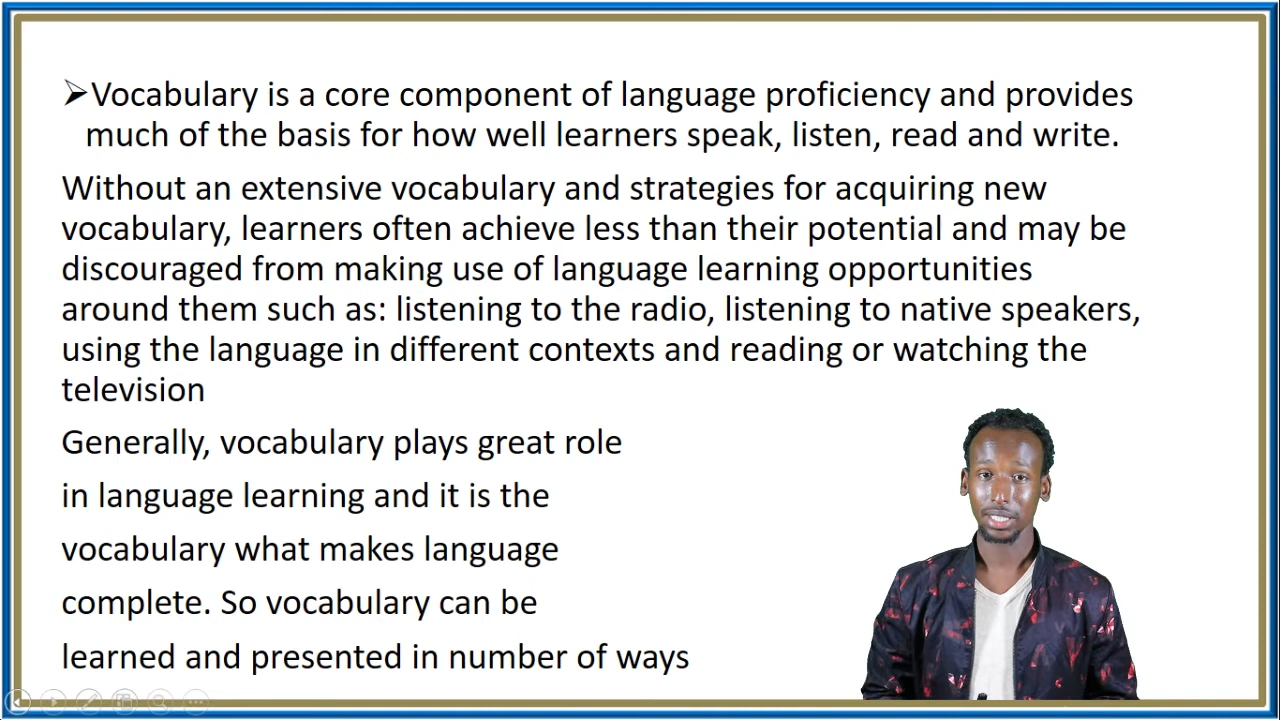 ➢Vocabulary is a core component of language proficiency and provides
much of the basis for how well learners speak, listen, read and write.
Without an extensive vocabulary and strategies for acquiring new
vocabulary, learners often achieve less than their potential and may be
discouraged from making use of language learning opportunities
around them such as: listening to the radio, listening to native speakers,
using the language in different contexts and reading or watching the
television
Generally, vocabulary plays great role
in language learning and it is the
vocabulary what makes language
complete. So vocabulary can be
learned and presented in number of ways